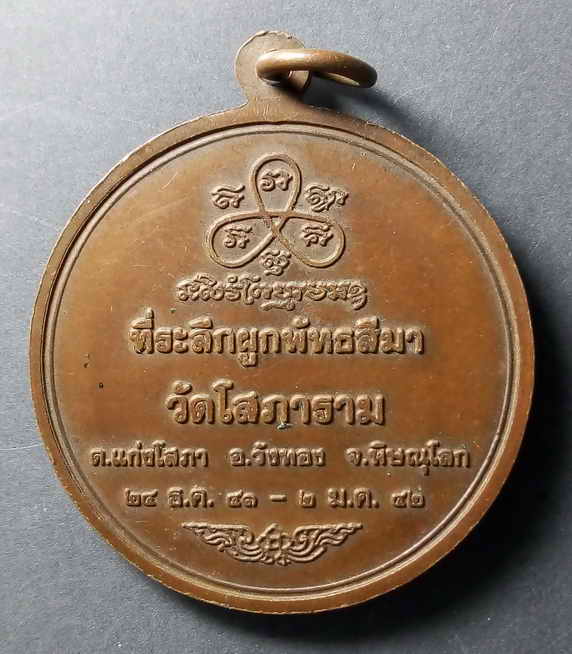 ที่ระลึกผูกพัทธสีมา
วัดโสภาราม
ต.แก่งโสภา อ.วังทอง จ.พิษณุโลก
๒๔ ธ.ค. ๔๑ - ๒ ม.ค. ๔๒